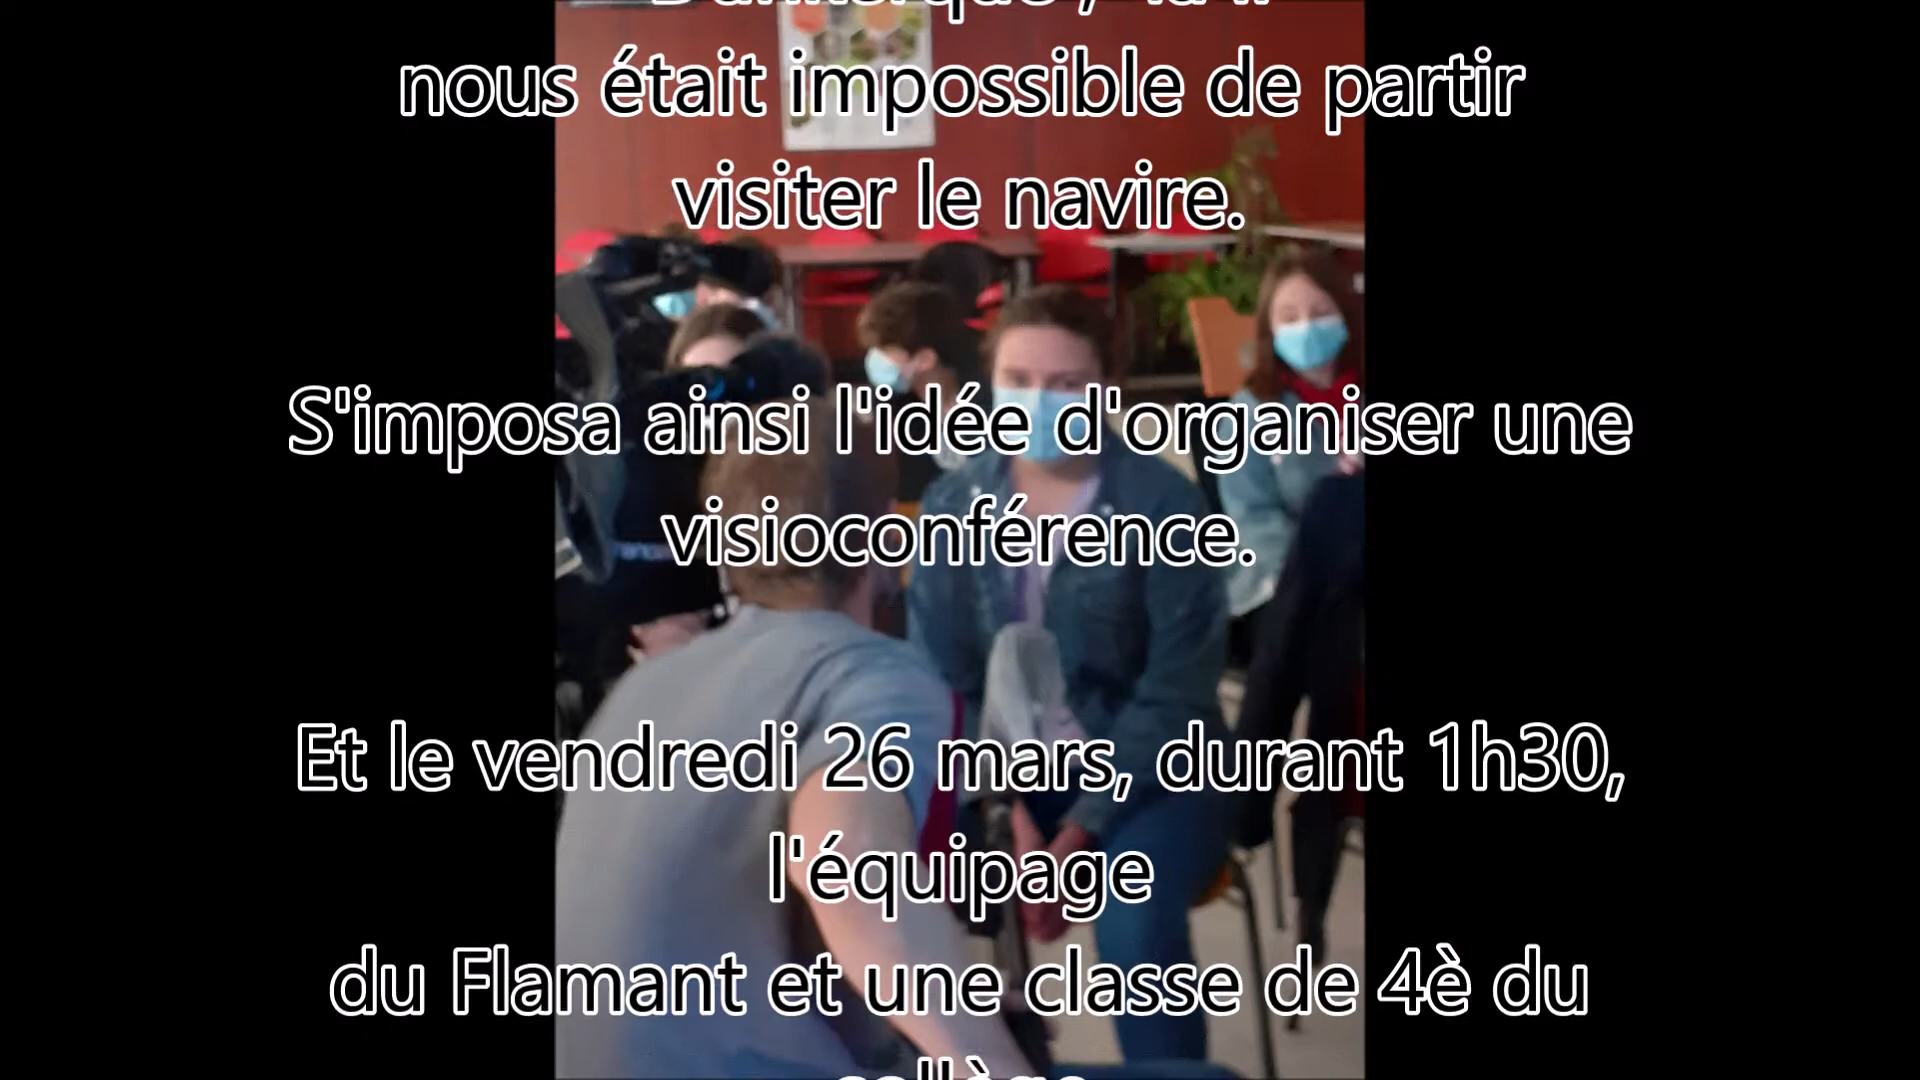 nous était impossible de partir
visiter le navire.
S'imposa ainsi l'idée d'organiser une
visioconférence.
Et le vendredi 26 mars, durant 1h30,
l'équipage
du Flamant et une classe de 4è du
collège